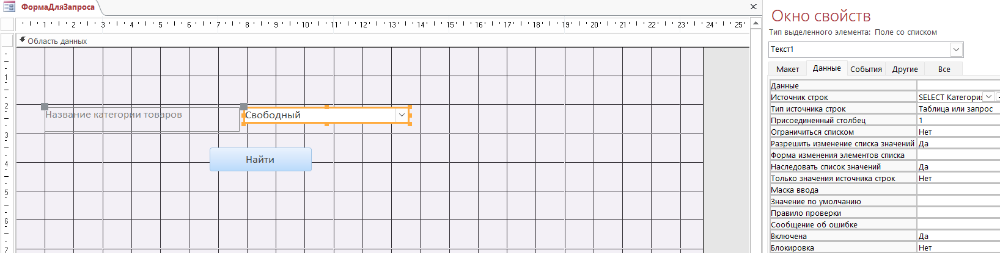 ФормаДляЗапроса
1 2 3 4 5 6 7 8 9 10 11 12 13 14 15 16 17 18 19 20 21 22 23 24 25
Область данных
1
2
3
4
5
6
7
Название категории товаров
Свободный
Найти
Окно свойств
Тип выделенного элемента: Поле со списком
Текст1
Макет Данные События Другие Все
Данные
Источник строк SELECT Категори
Тип источника строк Таблица или запрос
Присоединенный столбец 1
Ограничиться списком Нет
Разрешить изменение списка значений Да
Форма изменения элементов списка
Наследовать список значений Да
Только значения источника строк Нет
Маска ввода
Значение по умолчанию
Правило проверки
Сообщение об ошибке
Включена Да
Блокировка Нет